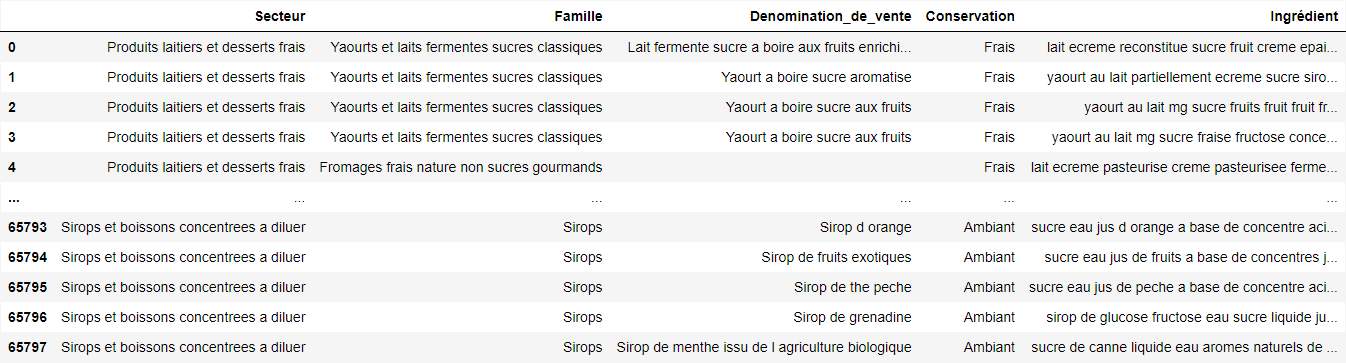 Secteur Famille Denomination_de_vente Conservation Ingrédient
0 Produits laitiers et desserts frais Yaourts et laits fermentes sucres classiques Lait fermente sucre a boire aux fruits enrichi... Frais lait ecreme reconstitue sucre fruit creme epai...
1 Produits laitiers et desserts frais Yaourts et laits fermentes sucres classiques Yaourt a boire sucre aromatise Frais yaourt au lait partiellement ecreme sucre siro...
2 Produits laitiers et desserts frais Yaourts et laits fermentes sucres classiques Yaourt a boire sucre aux fruits Frais yaourt au lait mg sucre fruits fruit fruit fr...
3 Produits laitiers et desserts frais Yaourts et laits fermentes sucres classiques Yaourt a boire sucre aux fruits Frais yaourt au lait mg sucre fraise fructose conce...
4 Produits laitiers et desserts frais Fromages frais nature non sucres gourmands Frais lait ecreme pasteurise creme pasteurisee ferme...
... ... ... ... ... ...
65793 Sirops et boissons concentrees a diluer Sirops Sirop d orange Ambiant sucre eau jus d orange a base de concentre aci...
65794 Sirops et boissons concentrees a diluer Sirops Sirop de fruits exotiques Ambiant sucre eau jus de fruits a base de concentres j...
65795 Sirops et boissons concentrees a diluer Sirops Sirop de the peche Ambiant sucre eau jus de peche a base de concentre aci...
65796 Sirops et boissons concentrees a diluer Sirops Sirop de grenadine Ambiant sirop de glucose fructose eau sucre liquide ju...
65797 Sirops et boissons concentrees a diluer Sirops Sirop de menthe issu de l agriculture biologique Ambiant sucre de canne liquide eau aromes naturels de ...